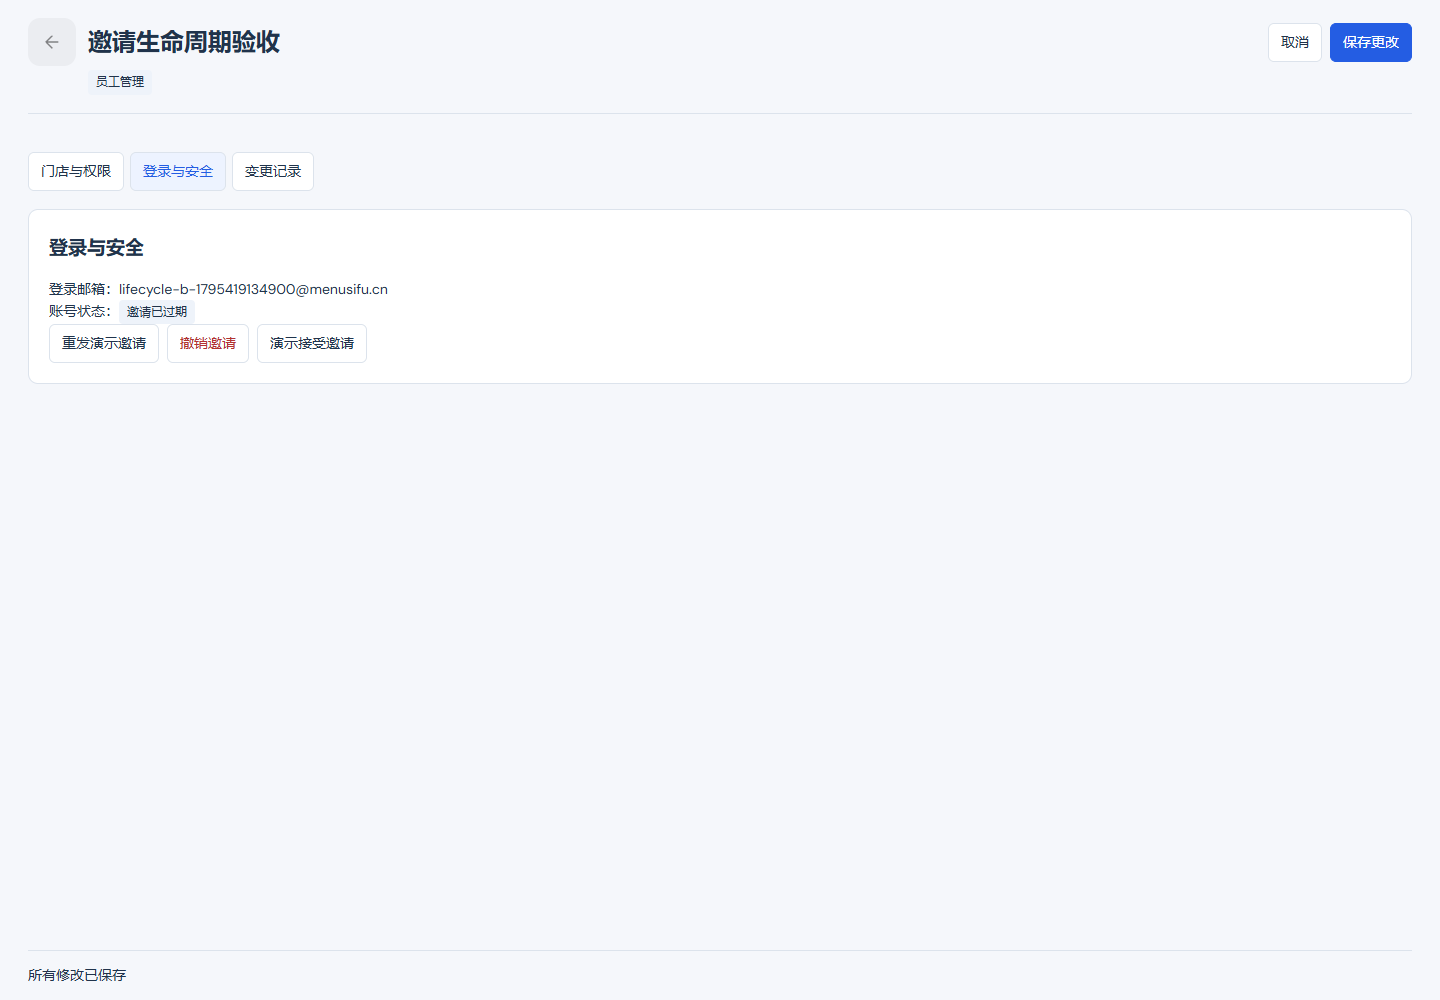 邀请生命周期验收
取消
保存更改
员工管理
门店与权限
登录与安全
变更记录
登录与安全
登录邮箱：lifecycle-b-1795419134900@menusifu.cn
账号状态：邀请已过期
重发演示邀请
撤销邀请
演示接受邀请
所有修改已保存